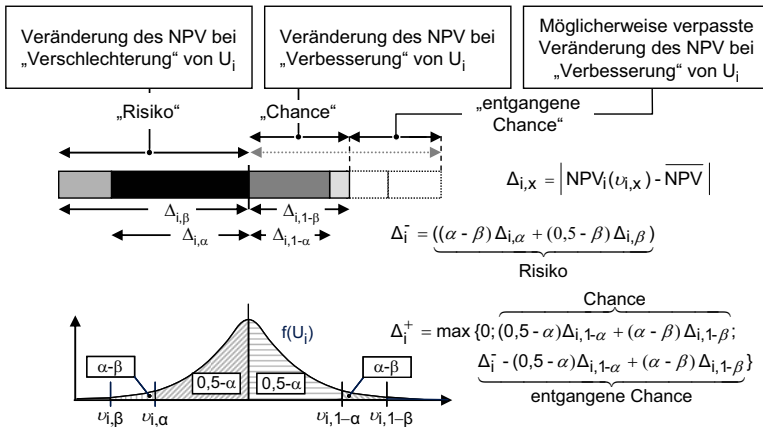 Veränderung des NPV bei
„Verschlechterung“ von Uᵢ
Veränderung des NPV bei
„Verbesserung“ von Uᵢ
Möglicherweise verpasste
Veränderung des NPV bei
„Verbesserung“ von Uᵢ
„Risiko“
„Chance“
„entgangene
Chance“
Δi,β
Δi,1-β
Δi,α
Δi,1-α
Δi,x = |NPVi(υi,x) - \overline{NPV}|
Δi⁻ = ((α - β) Δi,α + (0,5 - β) Δi,β)
Risiko
Chance
Δi⁺ = max {0; (0,5 - α)Δi,1-α + (α - β) Δi,1-β;
Δi⁻ - (0,5 - α)Δi,1-α + (α - β) Δi,1-β}
entgangene Chance
f(Uᵢ)
α-β
0,5-α
0,5-α
α-β
υi,β
υi,α
υi,1-α
υi,1-β